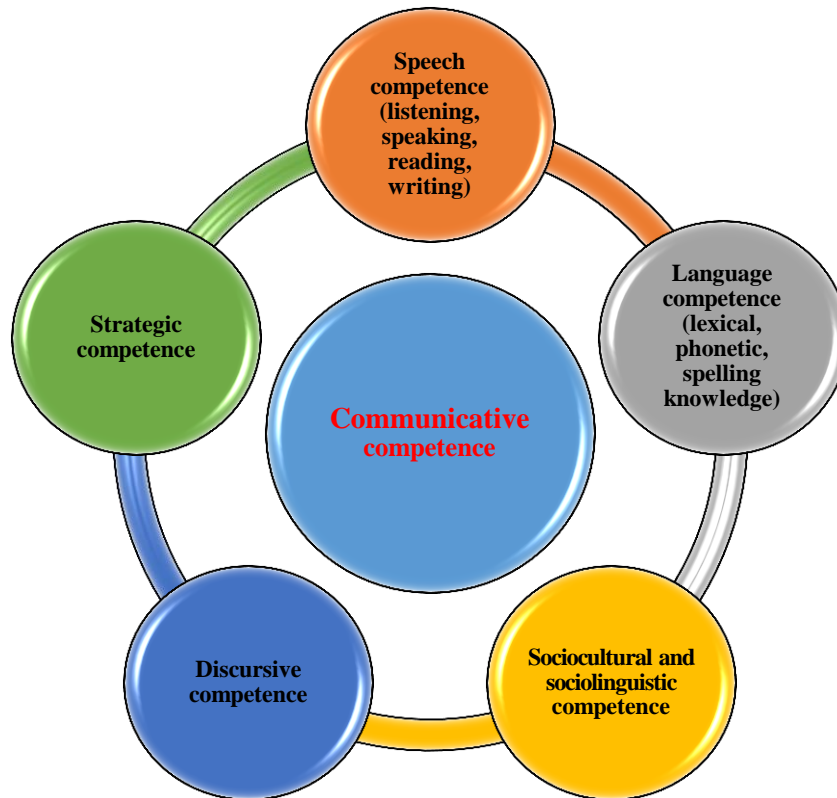 Speech
competence
(listening,
speaking,
reading,
writing)
Language
competence
(lexical,
phonetic,
spelling
knowledge)
Sociocultural and
sociolinguistic
competence
Discursive
competence
Strategic
competence
Communicative
competence